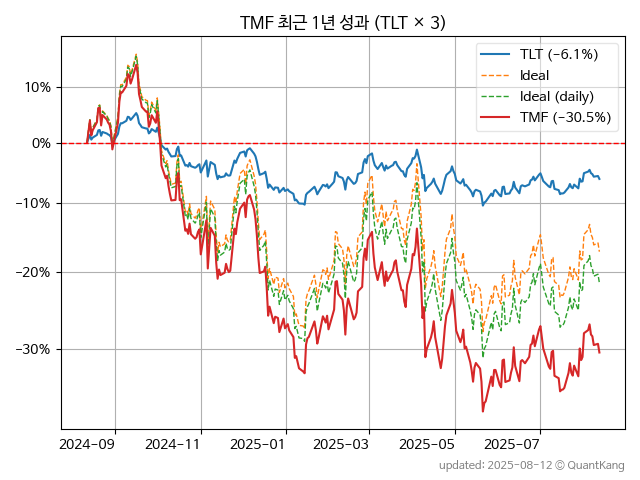 TMF 최근 1년 성과 (TLT × 3)
TLT (−6.1%)
Ideal
Ideal (daily)
TMF (−30.5%)
10%
0%
−10%
−20%
−30%
2024−09
2024−11
2025−01
2025−03
2025−05
2025−07
updated: 2025-08-12 © QuantKang